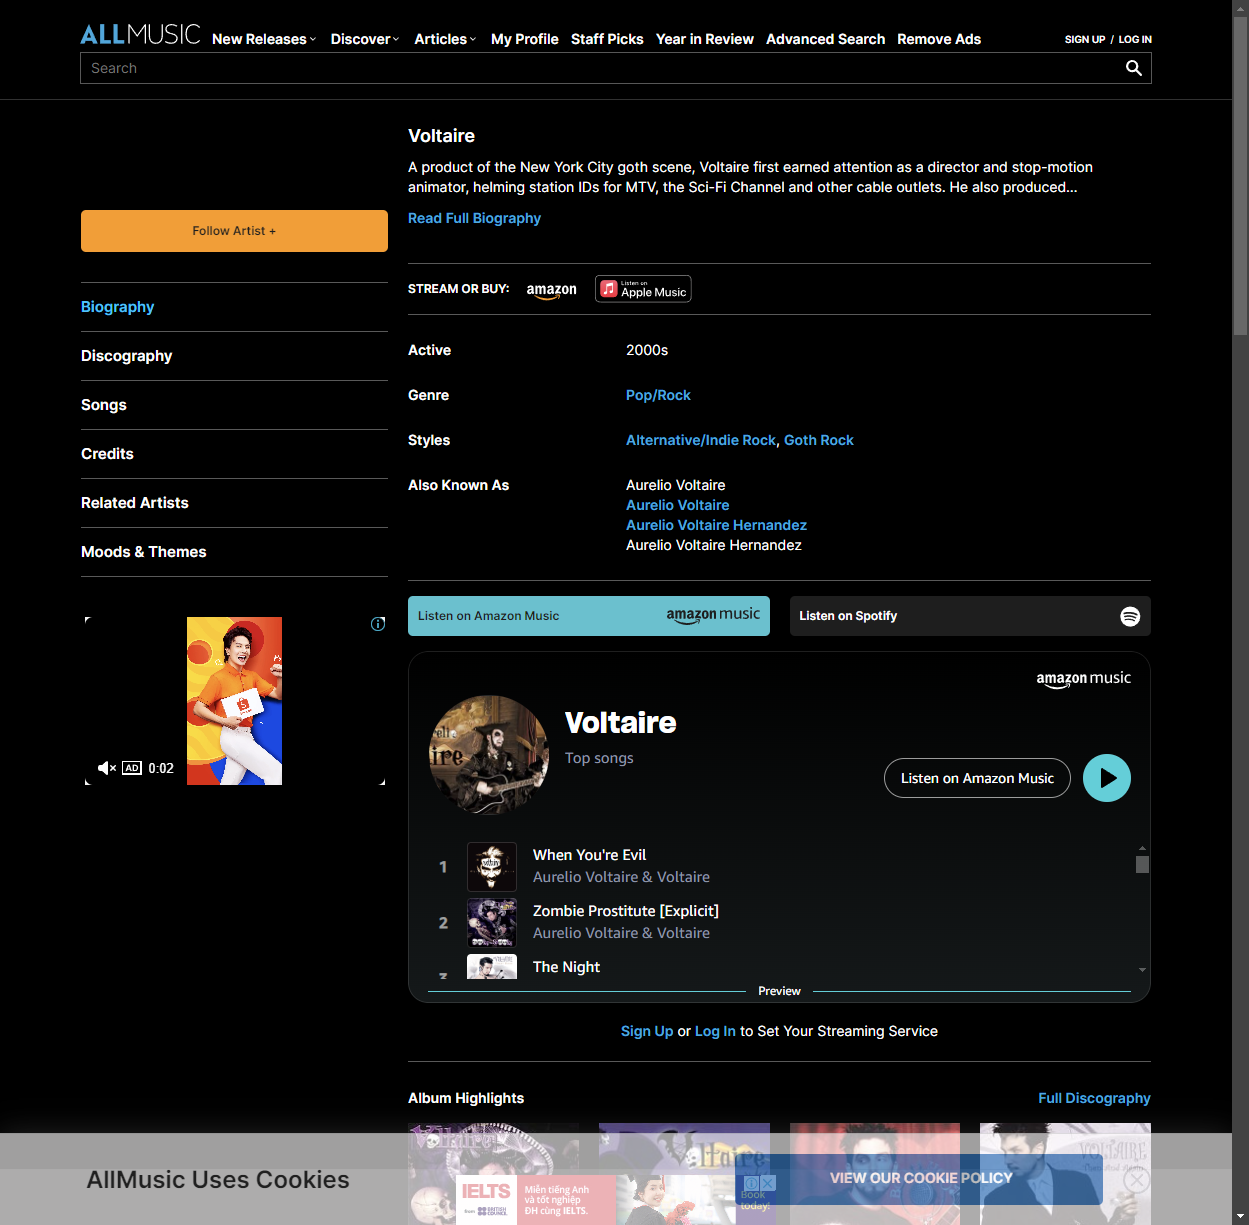 ALLMUSIC
New Releases Discover Articles My Profile Staff Picks Year in Review Advanced Search Remove Ads
SIGN UP / LOG IN
Search
Voltaire
A product of the New York City goth scene, Voltaire first earned attention as a director and stop-motion
animator, helming station IDs for MTV, the Sci-Fi Channel and other cable outlets. He also produced...
Read Full Biography
Follow Artist +
Biography
Discography
Songs
Credits
Related Artists
Moods & Themes
AD 0:02
STREAM OR BUY: amazon Listen on Apple Music
Active 2000s
Genre Pop/Rock
Styles Alternative/Indie Rock, Goth Rock
Also Known As Aurelio Voltaire
Aurelio Voltaire
Aurelio Voltaire Hernandez
Aurelio Voltaire Hernandez
Listen on Amazon Music amazon music
Listen on Spotify
amazon music
Voltaire
Top songs
Listen on Amazon Music
1 When You're Evil
Aurelio Voltaire & Voltaire
2 Zombie Prostitute [Explicit]
Aurelio Voltaire & Voltaire
3 The Night
Preview
Sign Up or Log In to Set Your Streaming Service
Album Highlights Full Discography
Voltaire
VOLTAIRE
AllMusic Uses Cookies
VIEW OUR COOKIE POLICY
IELTS
BRITISH COUNCIL
Miễn tiếng Anh
và tốt nghiệp
ĐH cùng IELTS.
Book
today!